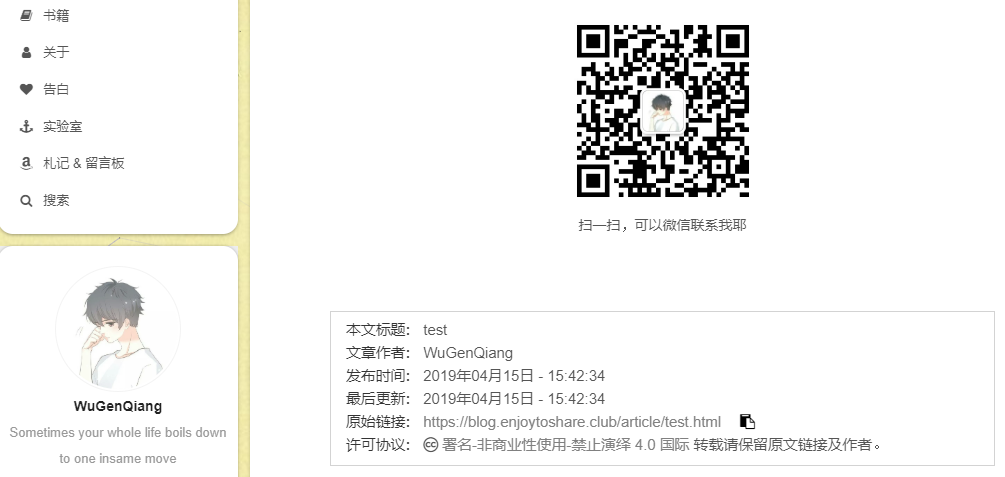 书籍
关于
告白
实验室
札记 & 留言板
搜索
WuGenQiang
Sometimes your whole life boils down
to one insame move
扫一扫，可以微信联系我耶
本文标题： test
文章作者： WuGenQiang
发布时间： 2019年04月15日 - 15:42:34
最后更新： 2019年04月15日 - 15:42:34
原始链接： https://blog.enjoytoshare.club/article/test.html
许可协议： 署名-非商业性使用-禁止演绎 4.0 国际 转载请保留原文链接及作者。